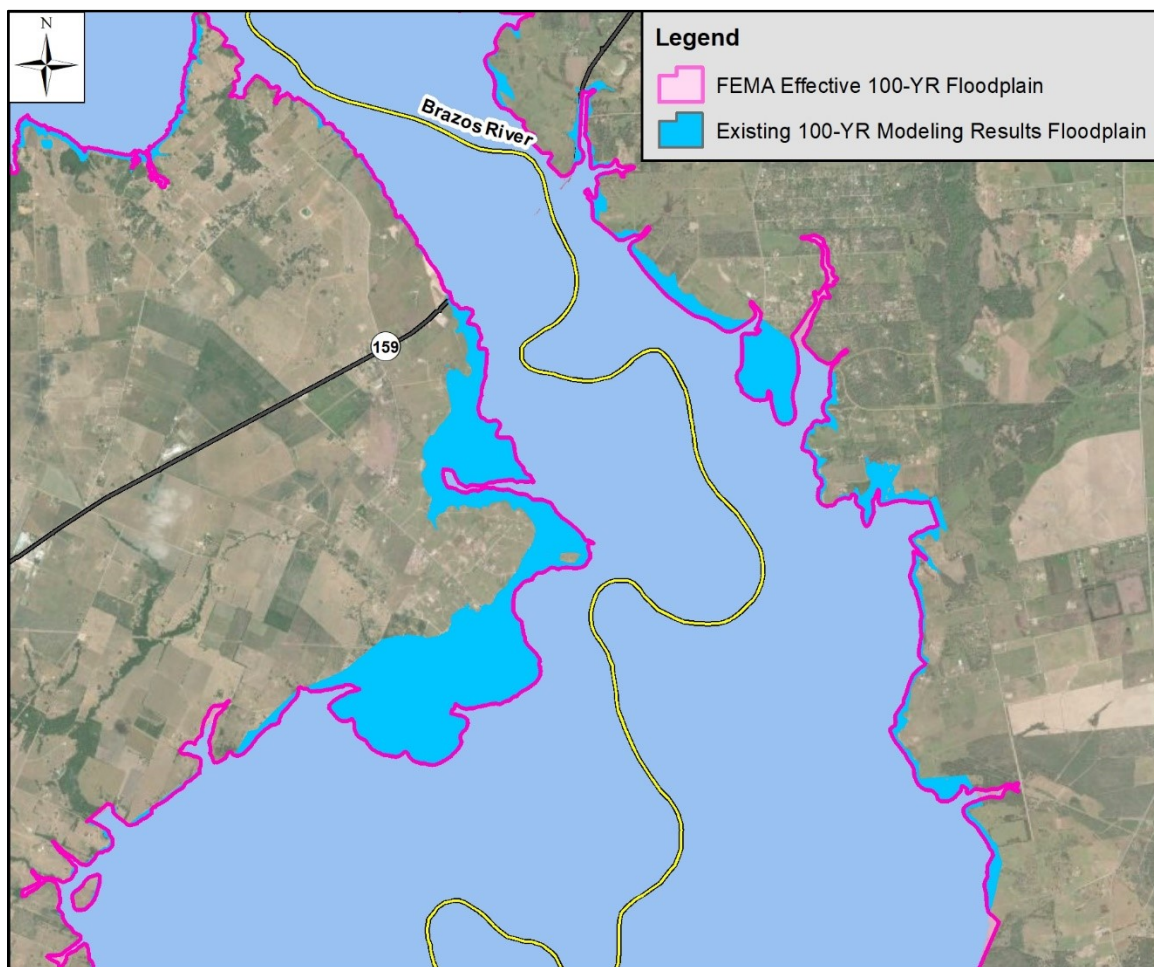 N
Legend
FEMA Effective 100-YR Floodplain
Existing 100-YR Modeling Results Floodplain
Brazos River
159